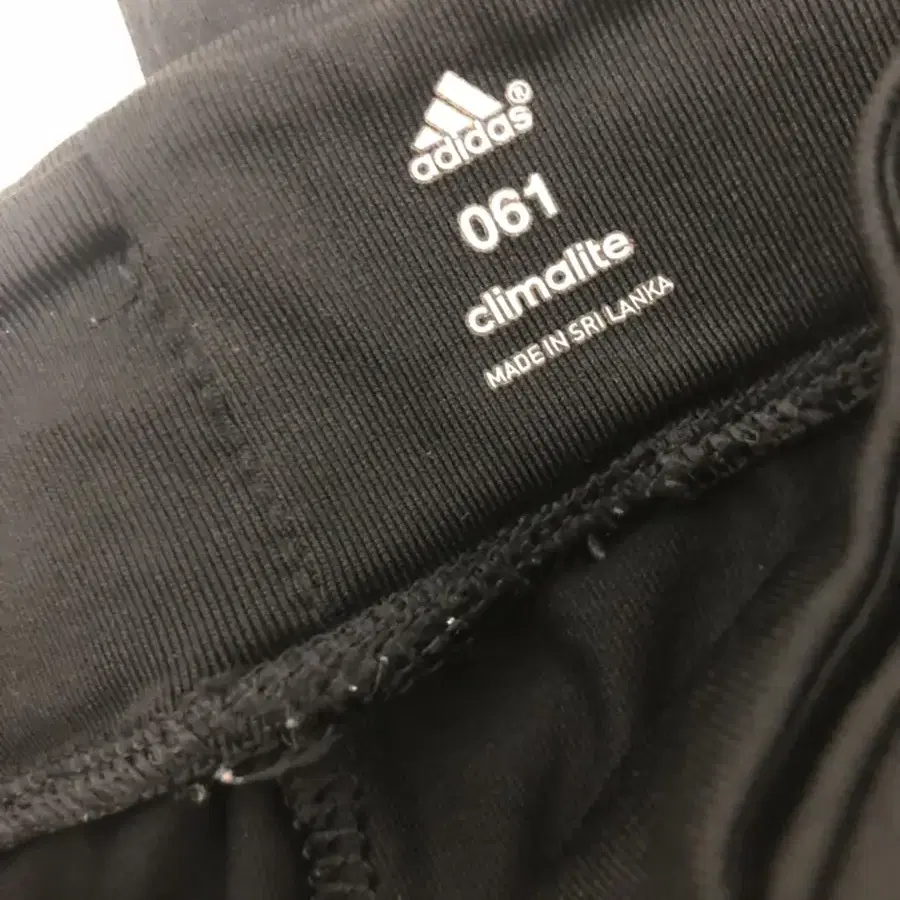 adidas®
061
climalite
MADE IN SRI LANKA